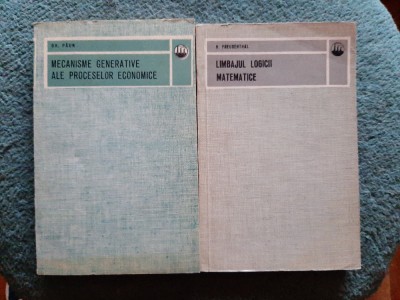 GH. PĂUN
MECANISME GENERATIVE
ALE PROCESELOR ECONOMICE
H. FREUDENTHAL
LIMBAJUL LOGICII
MATEMATICE